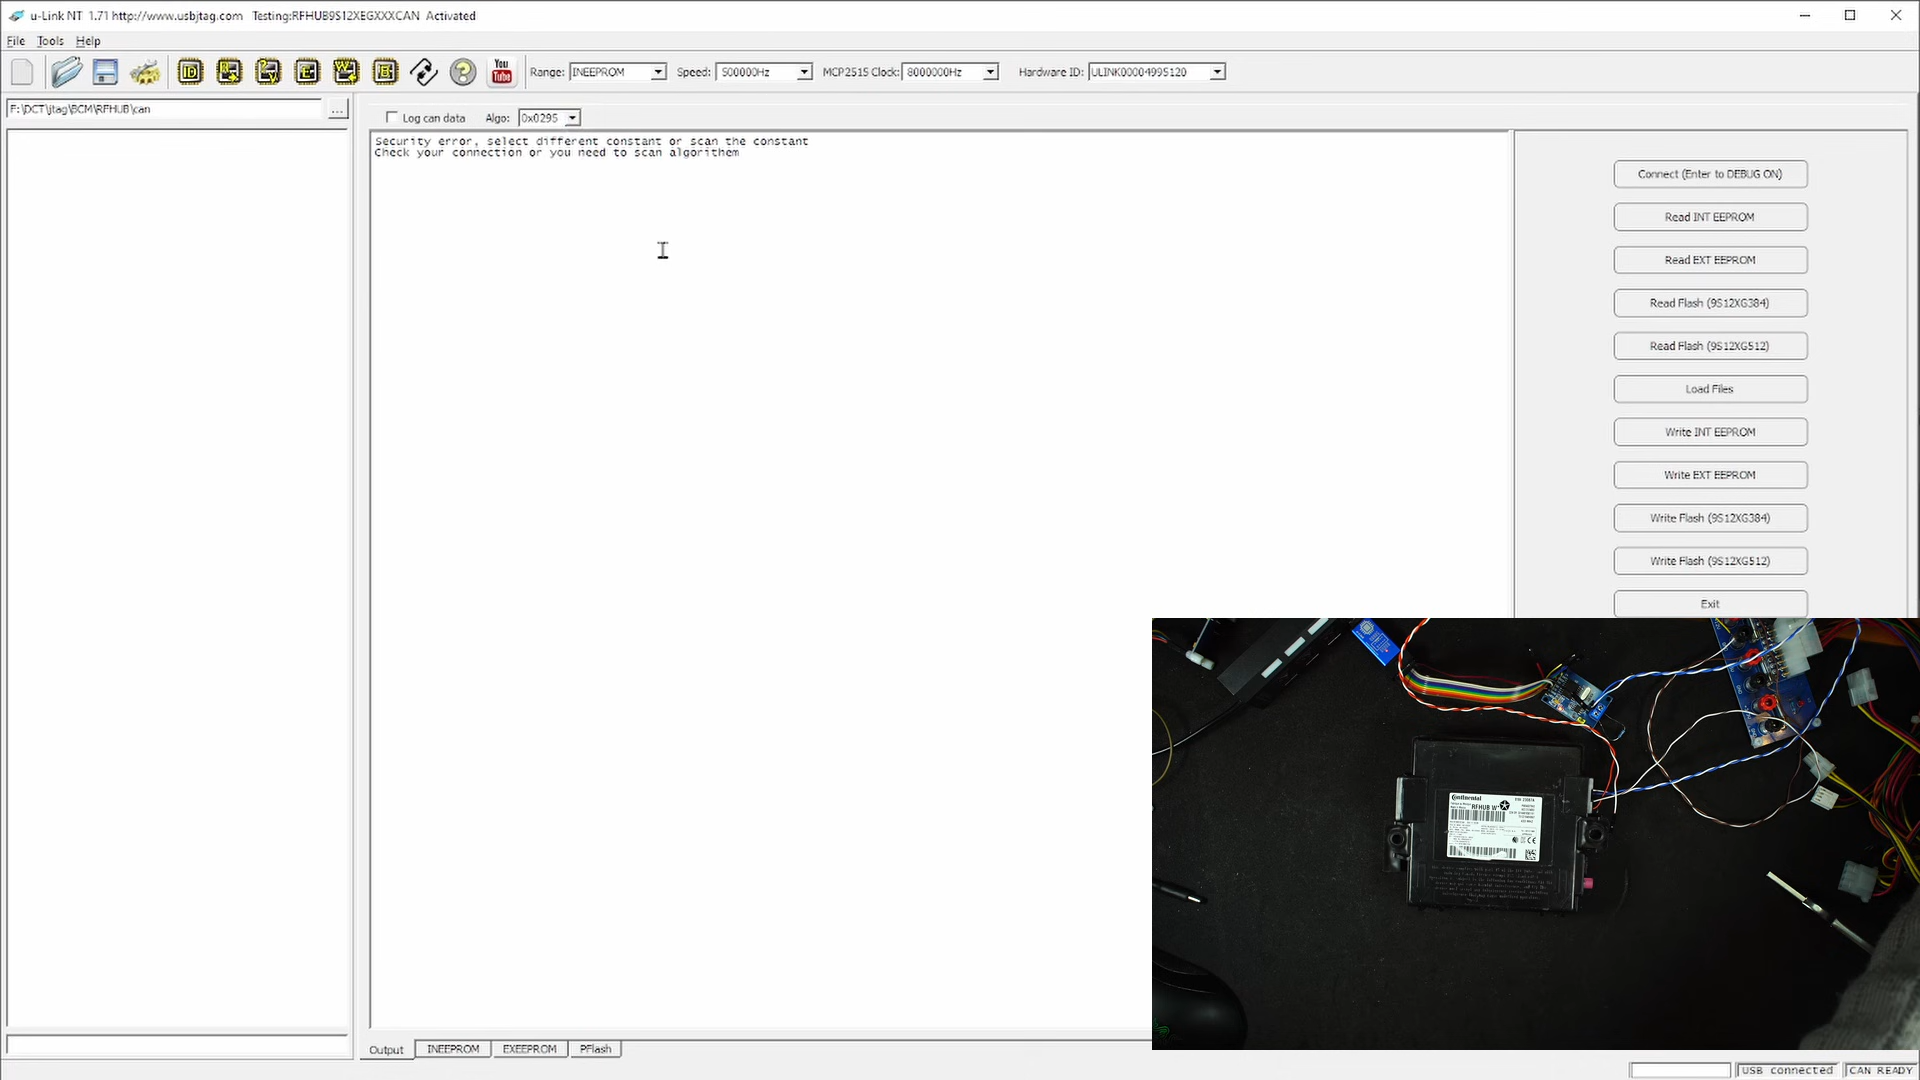 u-Link NT 1.71 http://www.usbjtag.com Testing:RFHUB9S12XEGXXXCAN Activated
File Tools Help
ID
You
Tube
Range: INEEPROM Speed: 500000Hz MCP2515 Clock: 8000000Hz Hardware ID: ULINK00004995120
F:\DCT\jtag\BCM\RFHUB\can
...
Log can data Algo: 0x0295
Security error, select different constant or scan the constant
Check your connection or you need to scan algorithem
Connect (Enter to DEBUG ON)
Read INT EEPROM
Read EXT EEPROM
Read Flash (9S12XG384)
Read Flash (9S12XG512)
Load Files
Write INT EEPROM
Write EXT EEPROM
Write Flash (9S12XG384)
Write Flash (9S12XG512)
Exit
Continental
RFHUB W
Output INEEPROM EXEEPROM PFlash
USB connected CAN READY